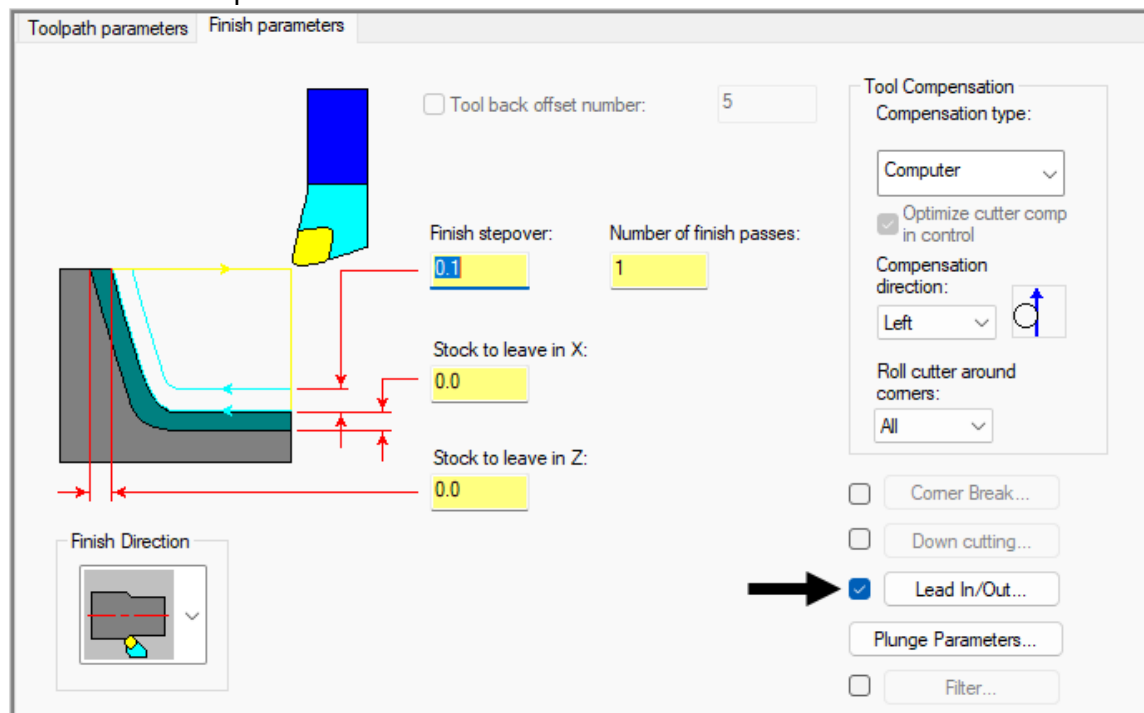 Toolpath parameters Finish parameters
Tool back offset number: 5
Tool Compensation
Compensation type:
Computer
Optimize cutter comp
in control
Finish stepover: Number of finish passes:
0.1 1
Compensation
direction:
Left
Stock to leave in X:
0.0
Roll cutter around
corners:
All
Stock to leave in Z:
0.0
Corner Break...
Finish Direction
Down cutting...
Lead In/Out...
Plunge Parameters...
Filter...